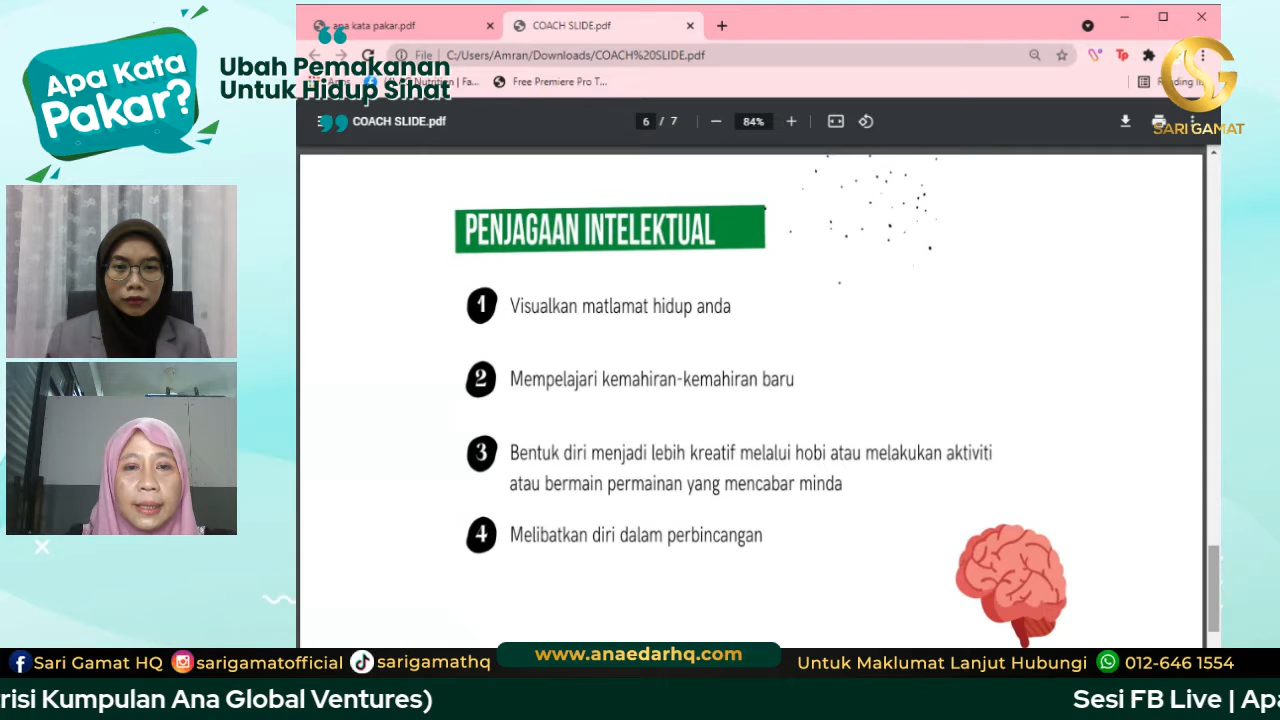 Apa Kata
Pakar?
Ubah Pemakanan
Untuk Hidup Sihat
apa kata pakar.pdf
COACH SLIDE.pdf
File
C:/Users/Amran/Downloads/COACH%20SLIDE.pdf
Free Premiere Pro T...
Reading list
COACH SLIDE.pdf
6 / 7
84%
SG
SARI GAMAT
PENJAGAAN INTELEKTUAL
1 Visualkan matlamat hidup anda
2 Mempelajari kemahiran-kemahiran baru
3 Bentuk diri menjadi lebih kreatif melalui hobi atau melakukan aktiviti
atau bermain permainan yang mencabar minda
4 Melibatkan diri dalam perbincangan
Sari Gamat HQ
sarigamatofficial
sarigamathq
www.anaedarhq.com
Untuk Maklumat Lanjut Hubungi
012-646 1554
trisi Kumpulan Ana Global Ventures)
Sesi FB Live | Apa